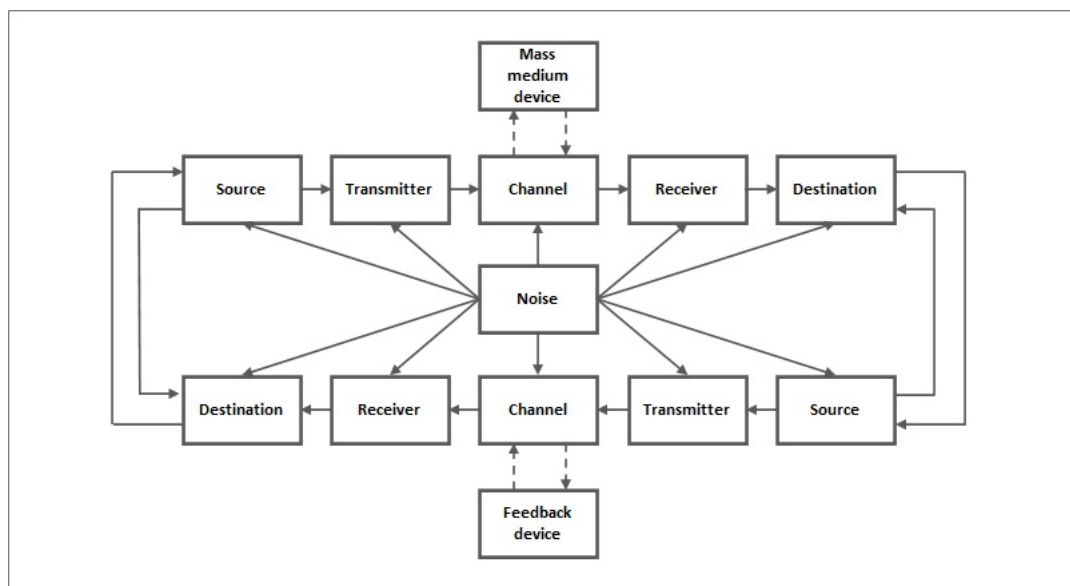 Mass
medium
device
Source
Transmitter
Channel
Receiver
Destination
Noise
Destination
Receiver
Channel
Transmitter
Source
Feedback
device